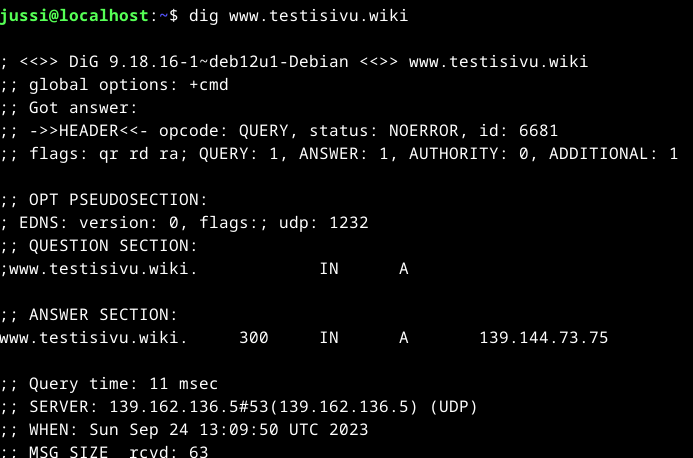 jussi@localhost:~$ dig www.testisivu.wiki
; <<>> DiG 9.18.16-1~deb12u1-Debian <<>> www.testisivu.wiki
;; global options: +cmd
;; Got answer:
;; ->>HEADER<<- opcode: QUERY, status: NOERROR, id: 6681
;; flags: qr rd ra; QUERY: 1, ANSWER: 1, AUTHORITY: 0, ADDITIONAL: 1
;; OPT PSEUDOSECTION:
; EDNS: version: 0, flags:; udp: 1232
;; QUESTION SECTION:
;www.testisivu.wiki. IN A
;; ANSWER SECTION:
www.testisivu.wiki. 300 IN A 139.144.73.75
;; Query time: 11 msec
;; SERVER: 139.162.136.5#53(139.162.136.5) (UDP)
;; WHEN: Sun Sep 24 13:09:50 UTC 2023
;; MSG SIZE rcvd: 63